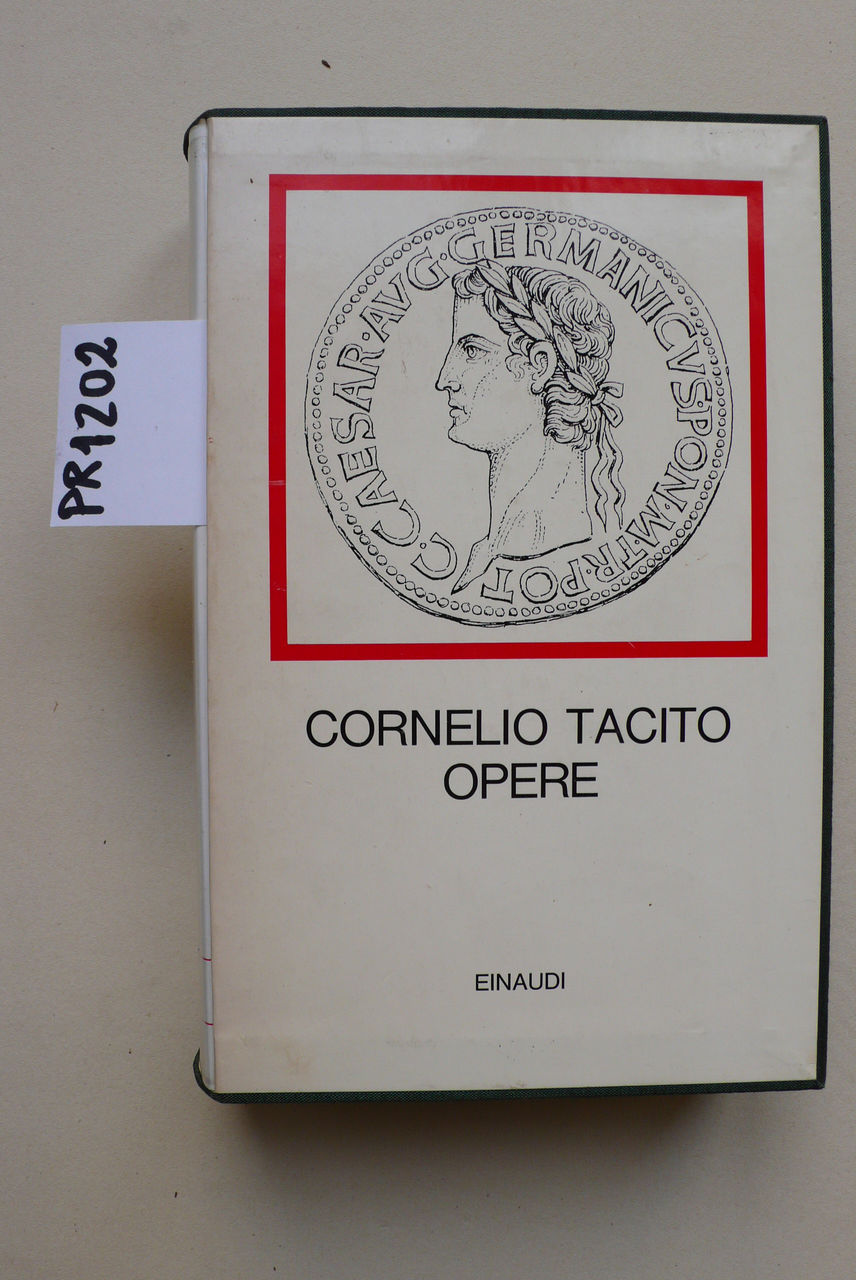 PR1202
C·CAESAR·AVG·GERMANICVS·PON·M·TR·POT
CORNELIO TACITO
OPERE
EINAUDI